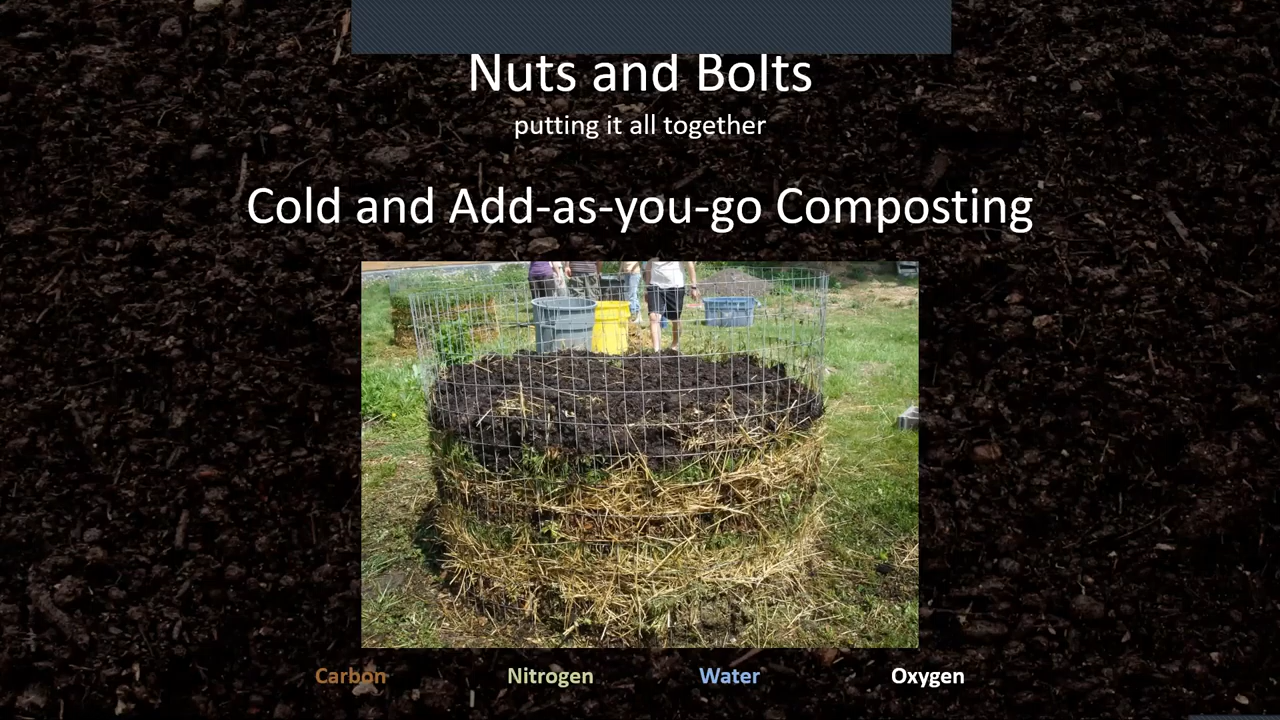 Nuts and Bolts
putting it all together
Cold and Add-as-you-go Composting
Carbon Nitrogen Water Oxygen